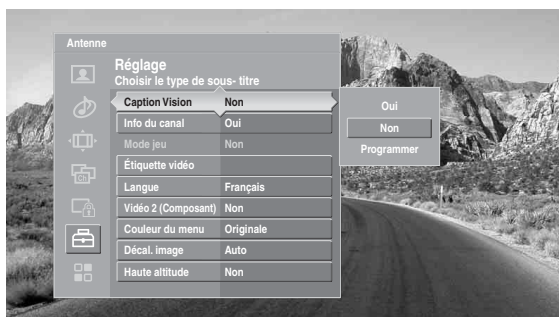 Antenne
Réglage
Choisir le type de sous- titre
Caption Vision Non
Info du canal Oui
Mode jeu Non
Étiquette vidéo
Langue Français
Vidéo 2 (Composant) Non
Couleur du menu Originale
Décal. image Auto
Haute altitude Non
Oui
Non
Programmer